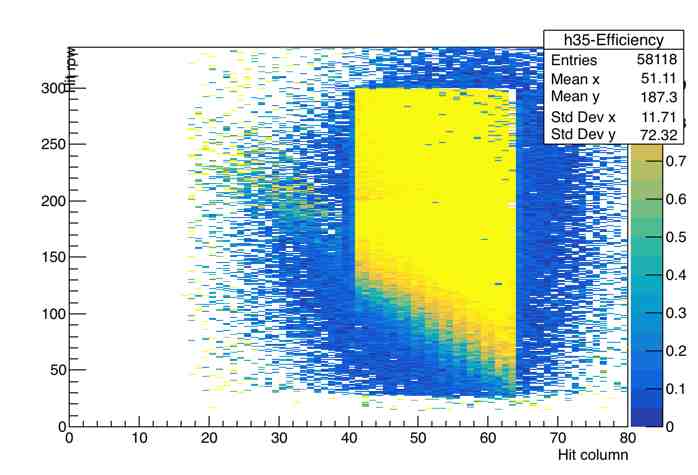 h35-Efficiency
Entries 58118
Mean x 51.11
Mean y 187.3
Std Dev x 11.71
Std Dev y 72.32
300
250
200
150
100
50
0
0 10 20 30 40 50 60 70 80
Hit column
0.7
0.6
0.5
0.4
0.3
0.2
0.1
0